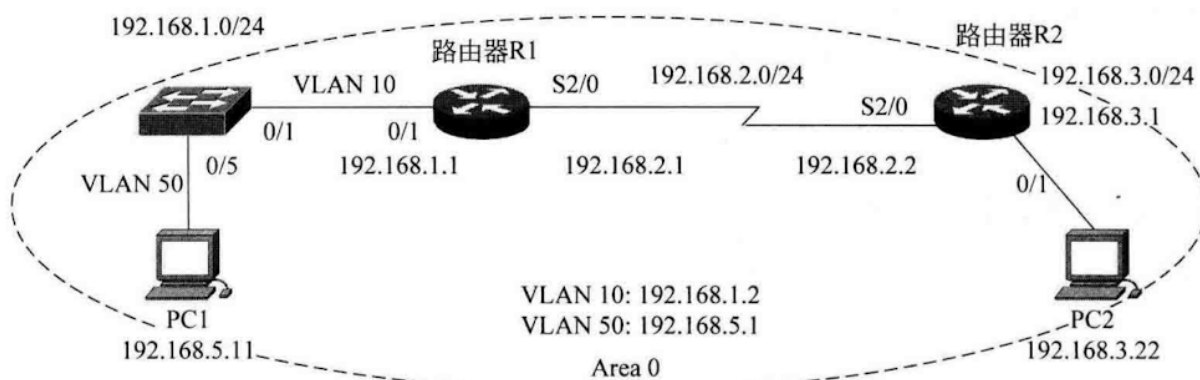 192.168.1.0/24
路由器R1
路由器R2
VLAN 10
S2/0
192.168.2.0/24
192.168.3.0/24
S2/0
192.168.3.1
0/1
0/1
0/5
192.168.1.1
192.168.2.1
192.168.2.2
VLAN 50
0/1
VLAN 10: 192.168.1.2
VLAN 50: 192.168.5.1
PC1
192.168.5.11
PC2
192.168.3.22
Area 0